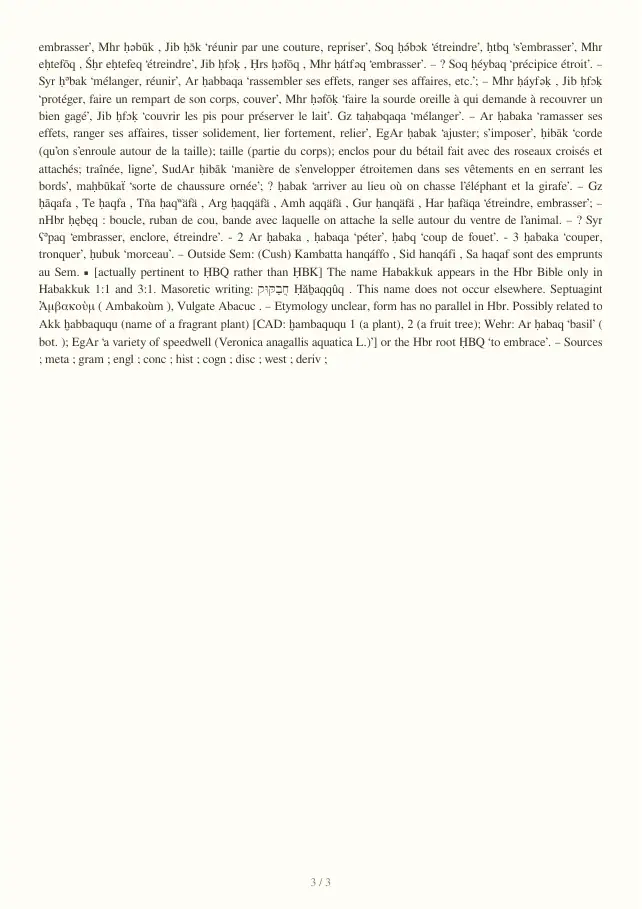 embrasser’, Mhr ḥəbūk , Jib ḥɔ̄k ‘réunir par une couture, repriser’, Soq ḥə́bɔk ‘étreindre’, ḥtbq ‘s’embrasser’, Mhr
eḥtefōq , Śḥr eḥtefeq ‘étreindre’, Jib ḥfɔḳ , Ḥrs ḥəfōq , Mhr ḥátfəq ‘embrasser’. – ? Soq ḥéybaq ‘précipice étroit’. –
Syr ḥᵊbak ‘mélanger, réunir’, Ar ḥabbaqa ‘rassembler ses effets, ranger ses affaires, etc.’; – Mhr ḥáyfəḳ , Jib ḥfɔḳ
‘protéger, faire un rempart de son corps, couver’, Mhr ḥəfōḳ ‘faire la sourde oreille à qui demande à recouvrer un
bien gagé’, Jib ḥfɔḳ ‘couvrir les pis pour préserver le lait’. Gz taḥabqaqa ‘mélanger’. – Ar ḥabaka ‘ramasser ses
effets, ranger ses affaires, tisser solidement, lier fortement, relier’, EgAr ḥabak ‘ajuster; s’imposer’, ḥibāk ‘corde
(qu’on s’enroule autour de la taille); taille (partie du corps); enclos pour du bétail fait avec des roseaux croisés et
attachés; traînée, ligne’, SudAr ḥibāk ‘manière de s’envelopper étroitemen dans ses vêtements en en serrant les
bords’, maḥbūkaẗ ‘sorte de chaussure ornée’; ? ḥabak ‘arriver au lieu où on chasse l’éléphant et la girafe’. – Gz
ḥāqafa , Te ḥaqfa , Tña ḥaqʷäfä , Arg ḥaqqäfä , Amh aqqäfä , Gur ḥanqäfä , Har ḥafäqa ‘étreindre, embrasser’; –
nHbr ḥẹbẹq : boucle, ruban de cou, bande avec laquelle on attache la selle autour du ventre de l’animal. – ? Syr
ʕᵊpaq ‘embrasser, enclore, étreindre’. - 2 Ar ḥabaka , ḥabaqa ‘péter’, ḥabq ‘coup de fouet’. - 3 ḥabaka ‘couper,
tronquer’, ḥubuk ‘morceau’. – Outside Sem: (Cush) Kambatta hanqáffo , Sid hanqáfi , Sa haqaf sont des emprunts
au Sem. ▪ [actually pertinent to ḤBQ rather than ḤBK] The name Habakkuk appears in the Hbr Bible only in
Habakkuk 1:1 and 3:1. Masoretic writing: חֲבַקּוּק Ḥăḇaqqûq . This name does not occur elsewhere. Septuagint
Ἀμβακοὺμ ( Ambakoùm ), Vulgate Abacuc . – Etymology unclear, form has no parallel in Hbr. Possibly related to
Akk ḫabbaququ (name of a fragrant plant) [CAD: ḫambaququ 1 (a plant), 2 (a fruit tree); Wehr: Ar ḥabaq ‘basil’ (
bot. ); EgAr ‘a variety of speedwell (Veronica anagallis aquatica L.)’] or the Hbr root ḤBQ ‘to embrace’. – Sources
; meta ; gram ; engl ; conc ; hist ; cogn ; disc ; west ; deriv ;
3 / 3